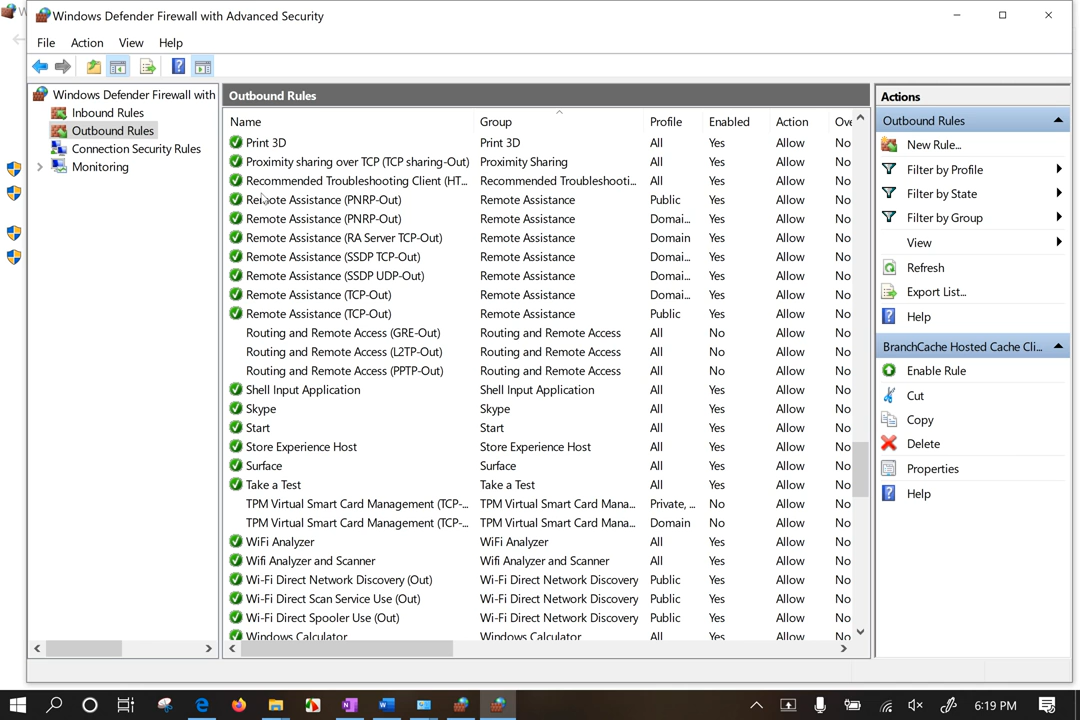 Windows Defender Firewall with Advanced Security
File Action View Help
Windows Defender Firewall with
Inbound Rules
Outbound Rules
Connection Security Rules
Monitoring
Outbound Rules
Name Group Profile Enabled Action Ove
Print 3D Print 3D All Yes Allow No
Proximity sharing over TCP (TCP sharing-Out) Proximity Sharing All Yes Allow No
Recommended Troubleshooting Client (HT... Recommended Troubleshooti... All Yes Allow No
Remote Assistance (PNRP-Out) Remote Assistance Public Yes Allow No
Remote Assistance (PNRP-Out) Remote Assistance Domai... Yes Allow No
Remote Assistance (RA Server TCP-Out) Remote Assistance Domain Yes Allow No
Remote Assistance (SSDP TCP-Out) Remote Assistance Domai... Yes Allow No
Remote Assistance (SSDP UDP-Out) Remote Assistance Domai... Yes Allow No
Remote Assistance (TCP-Out) Remote Assistance Domai... Yes Allow No
Remote Assistance (TCP-Out) Remote Assistance Public Yes Allow No
Routing and Remote Access (GRE-Out) Routing and Remote Access All No Allow No
Routing and Remote Access (L2TP-Out) Routing and Remote Access All No Allow No
Routing and Remote Access (PPTP-Out) Routing and Remote Access All No Allow No
Shell Input Application Shell Input Application All Yes Allow No
Skype Skype All Yes Allow No
Start Start All Yes Allow No
Store Experience Host Store Experience Host All Yes Allow No
Surface Surface All Yes Allow No
Take a Test Take a Test All Yes Allow No
TPM Virtual Smart Card Management (TCP-... TPM Virtual Smart Card Mana... Private, ... No Allow No
TPM Virtual Smart Card Management (TCP-... TPM Virtual Smart Card Mana... Domain No Allow No
WiFi Analyzer WiFi Analyzer All Yes Allow No
Wifi Analyzer and Scanner Wifi Analyzer and Scanner All Yes Allow No
Wi-Fi Direct Network Discovery (Out) Wi-Fi Direct Network Discovery Public Yes Allow No
Wi-Fi Direct Scan Service Use (Out) Wi-Fi Direct Network Discovery Public Yes Allow No
Wi-Fi Direct Spooler Use (Out) Wi-Fi Direct Network Discovery Public Yes Allow No
Windows Calculator Windows Calculator All Yes Allow No
Actions
Outbound Rules
New Rule...
Filter by Profile
Filter by State
Filter by Group
View
Refresh
Export List...
Help
BranchCache Hosted Cache Cli...
Enable Rule
Cut
Copy
Delete
Properties
Help
6:19 PM